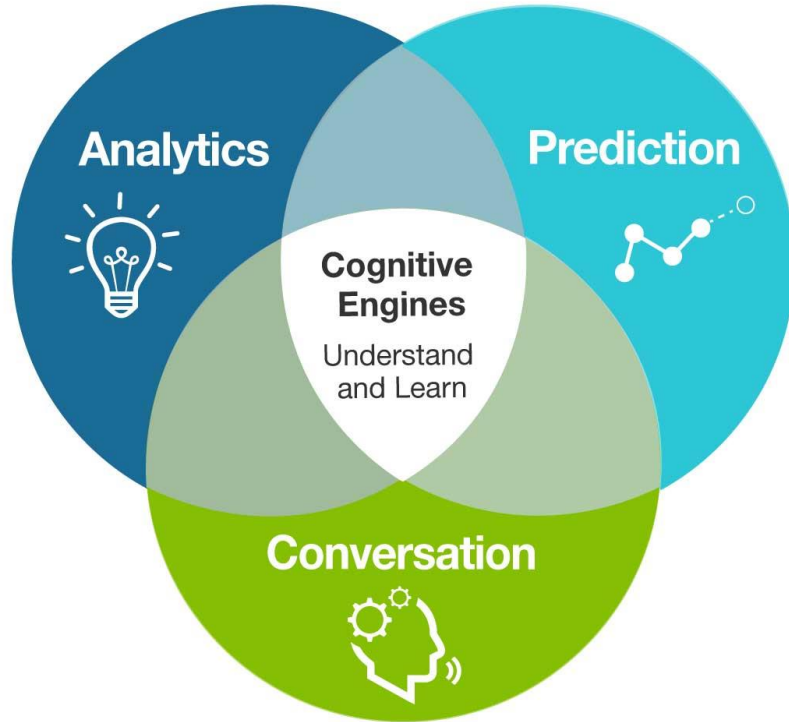 Analytics
Prediction
Cognitive
Engines
Understand
and Learn
Conversation